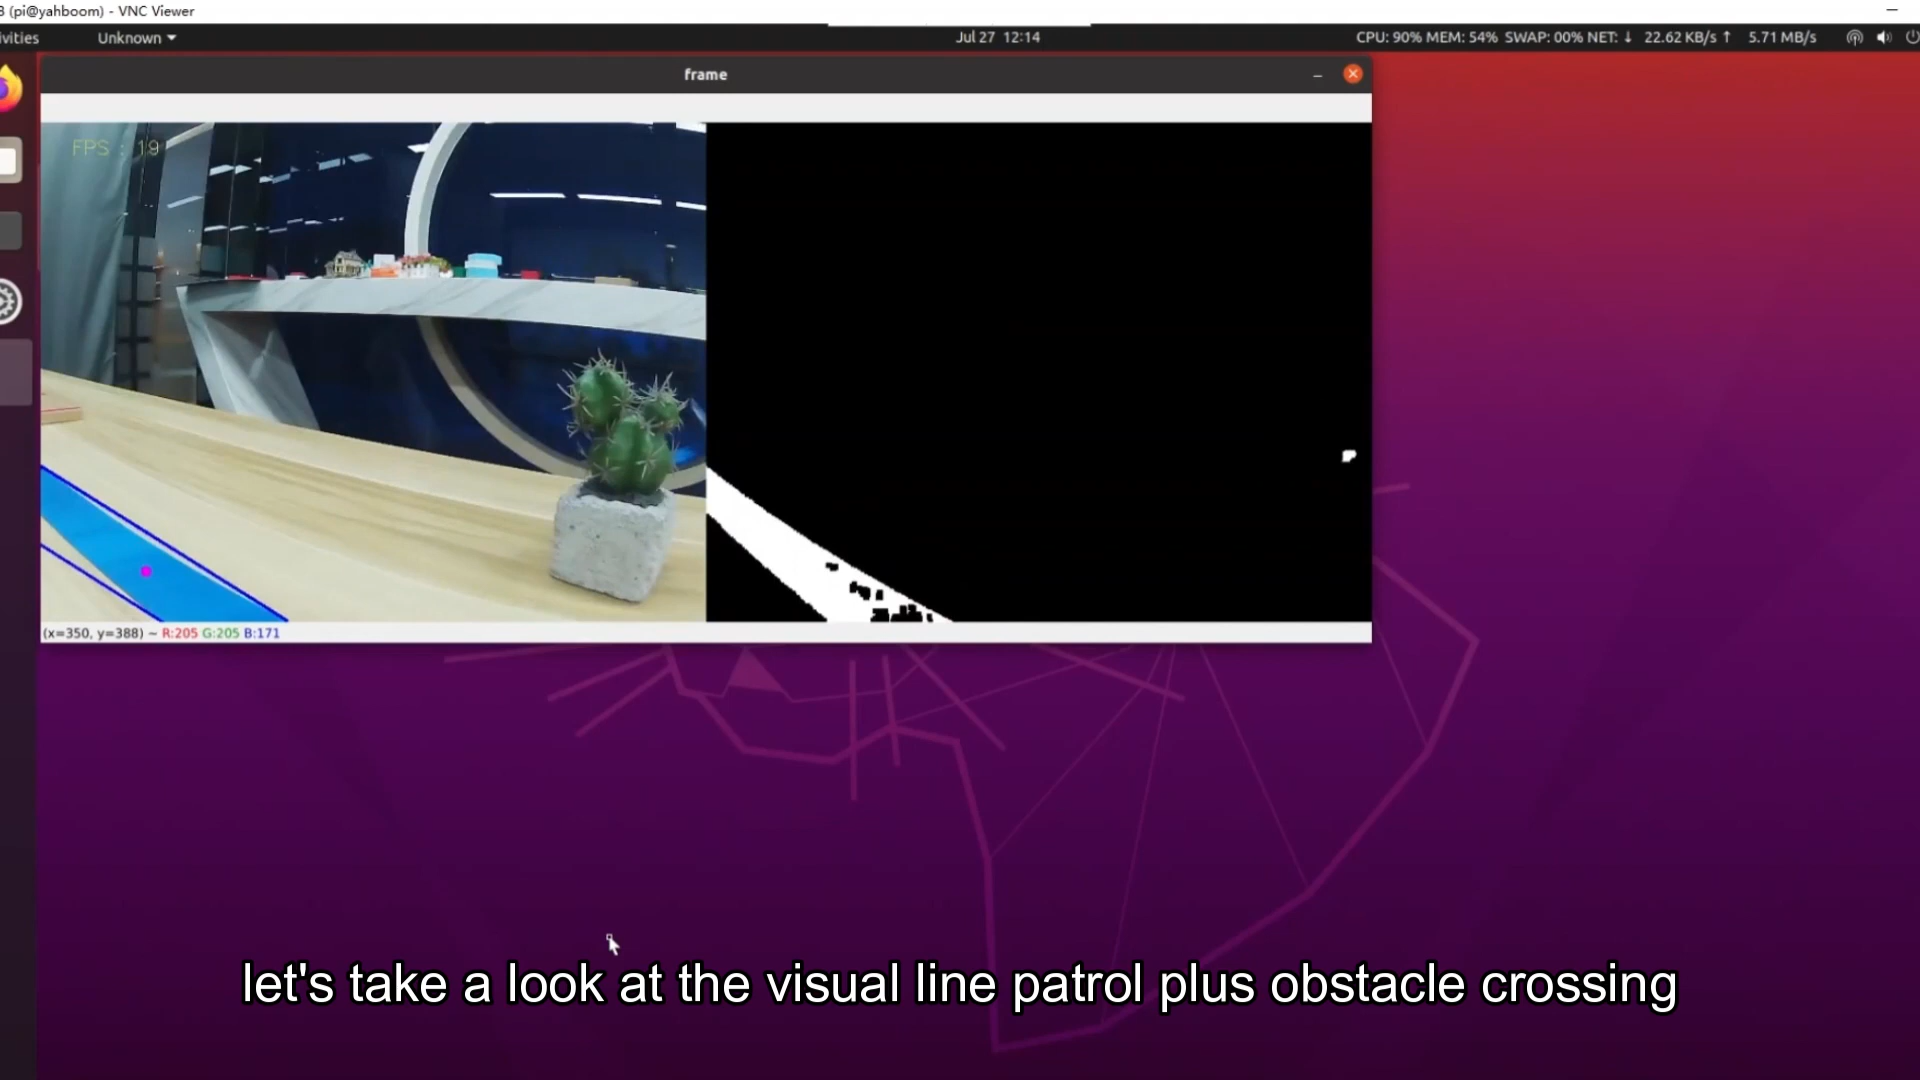 3 (pi@yahboom) - VNC Viewer
ivities
Unknown
Jul 27 12:14
CPU: 90% MEM: 54% SWAP: 00% NET: ↓ 22.62 KB/s ↑ 5.71 MB/s
frame
FPS : 19
(x=350, y=388) ~ R:205 G:205 B:171
let's take a look at the visual line patrol plus obstacle crossing